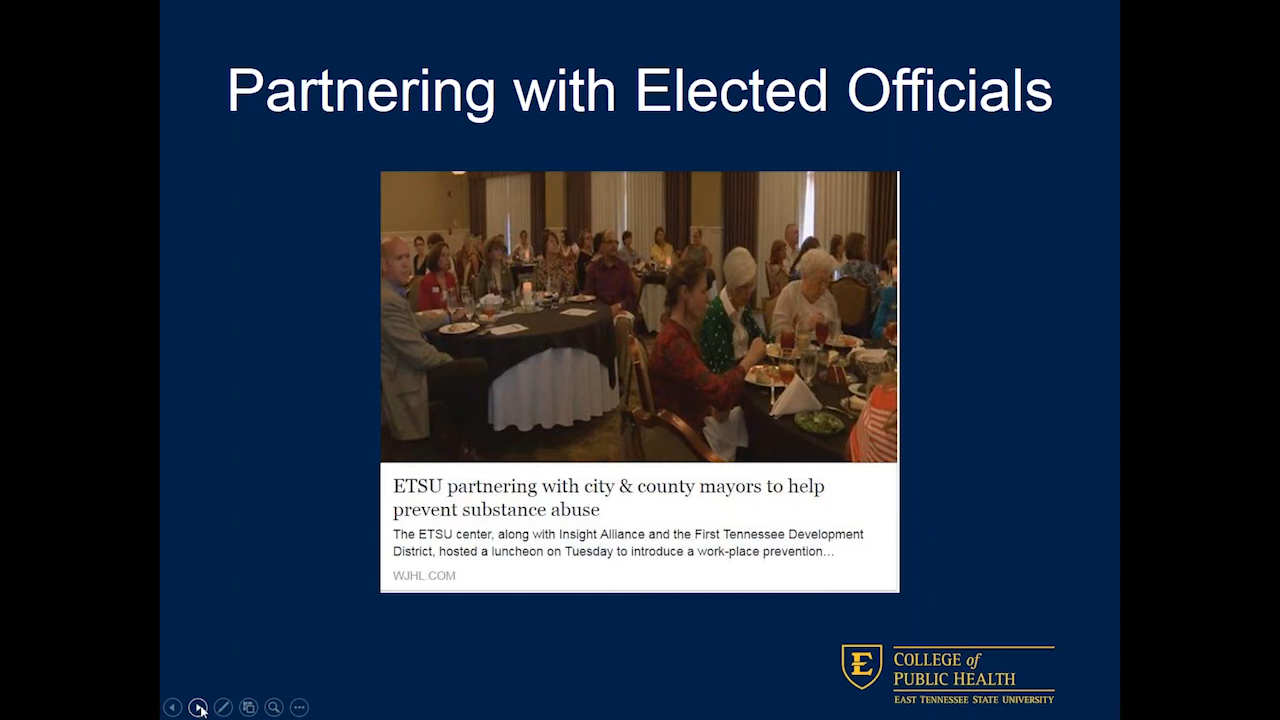 Partnering with Elected Officials
ETSU partnering with city & county mayors to help
prevent substance abuse
The ETSU center, along with Insight Alliance and the First Tennessee Development
District, hosted a luncheon on Tuesday to introduce a work-place prevention…
WJHL.COM
E
COLLEGE of
PUBLIC HEALTH
EAST TENNESSEE STATE UNIVERSITY